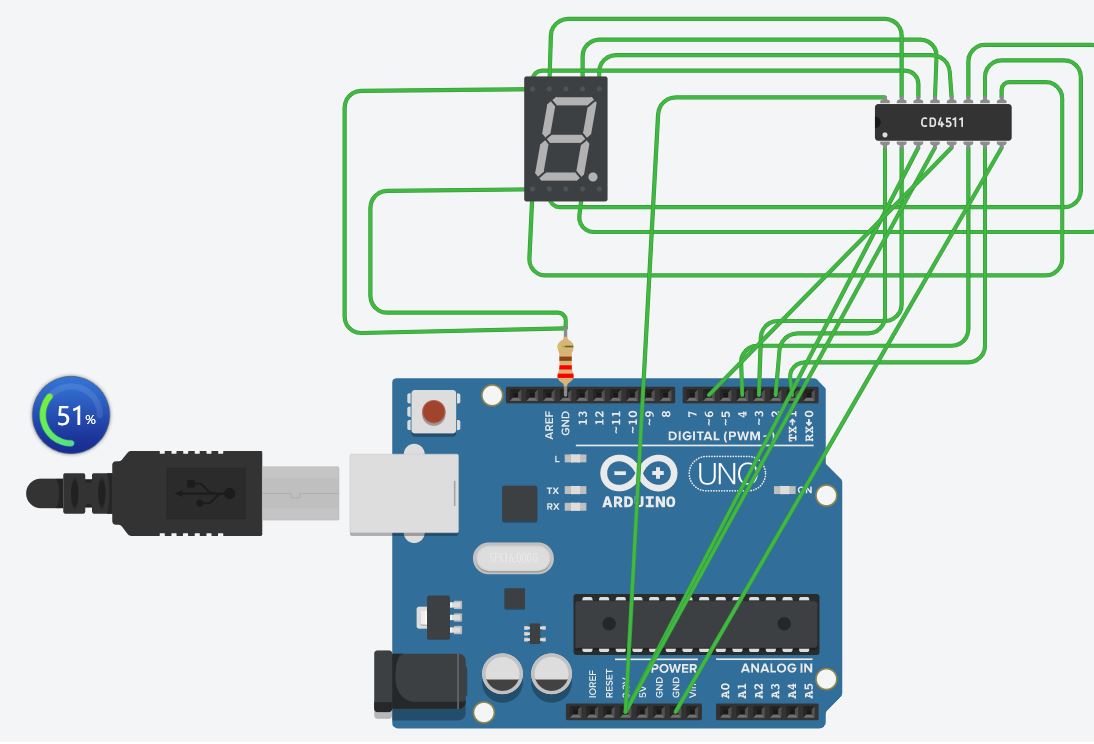 CD4511
51%
AREF
GND
13
12
~11
~10
~9
8
7
~6
~5
4
~3
2
TX→1
RX←0
DIGITAL (PWM~)
L
TX
RX
ARDUINO
UNO
ON
IOREF
RESET
3.3V
5V
GND
GND
Vin
POWER
ANALOG IN
A0
A1
A2
A3
A4
A5